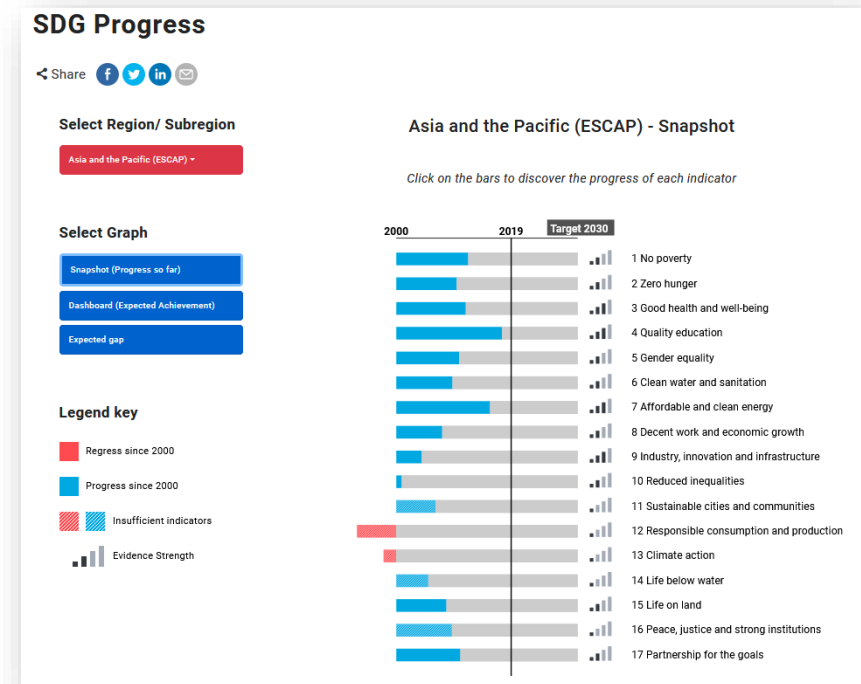 SDG Progress
Share
Select Region/ Subregion
Asia and the Pacific (ESCAP)
Select Graph
Snapshot (Progress so far)
Dashboard (Expected Achievement)
Expected gap
Legend key
Regress since 2000
Progress since 2000
Insufficient indicators
Evidence Strength
Asia and the Pacific (ESCAP) - Snapshot
Click on the bars to discover the progress of each indicator
2000 2019 Target 2030
1 No poverty
2 Zero hunger
3 Good health and well-being
4 Quality education
5 Gender equality
6 Clean water and sanitation
7 Affordable and clean energy
8 Decent work and economic growth
9 Industry, innovation and infrastructure
10 Reduced inequalities
11 Sustainable cities and communities
12 Responsible consumption and production
13 Climate action
14 Life below water
15 Life on land
16 Peace, justice and strong institutions
17 Partnership for the goals